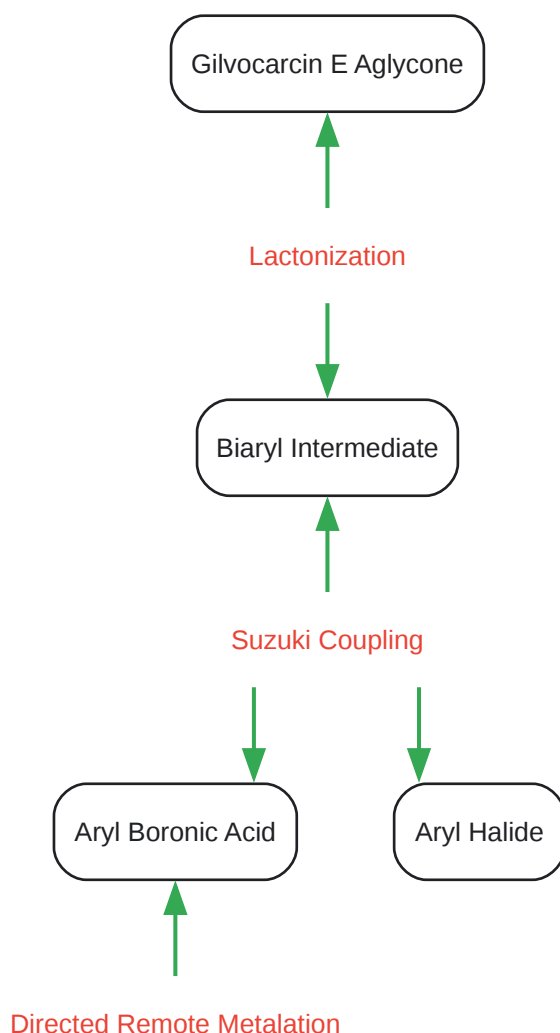 Gilvocarcin E Aglycone
Lactonization
Biaryl Intermediate
Suzuki Coupling
Aryl Boronic Acid
Aryl Halide
Directed Remote Metalation